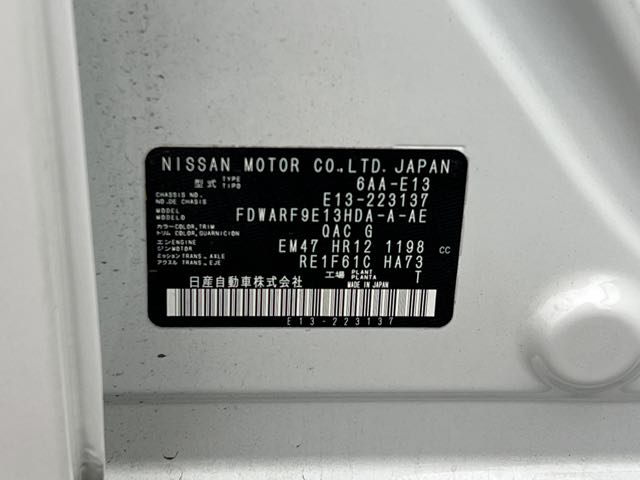 NISSAN MOTOR CO.,LTD. JAPAN
型式 TYPE TIPO 6AA-E13
CHASSIS NO. NO.DE CHASIS E13-223137
MODEL MODELO FDWARF9E13HDA-A-AE
カラー COLOR,TRIM トリム COLOR,GUARNICION QAC G
エンジン ENGINE MOTOR EM47 HR12 1198 cc
ミッション TRANS., AXLE アクスル TRANS., EJE RE1F61C HA73
工場 PLANT PLANTA T
日産自動車株式会社 MADE IN JAPAN
E13-223137